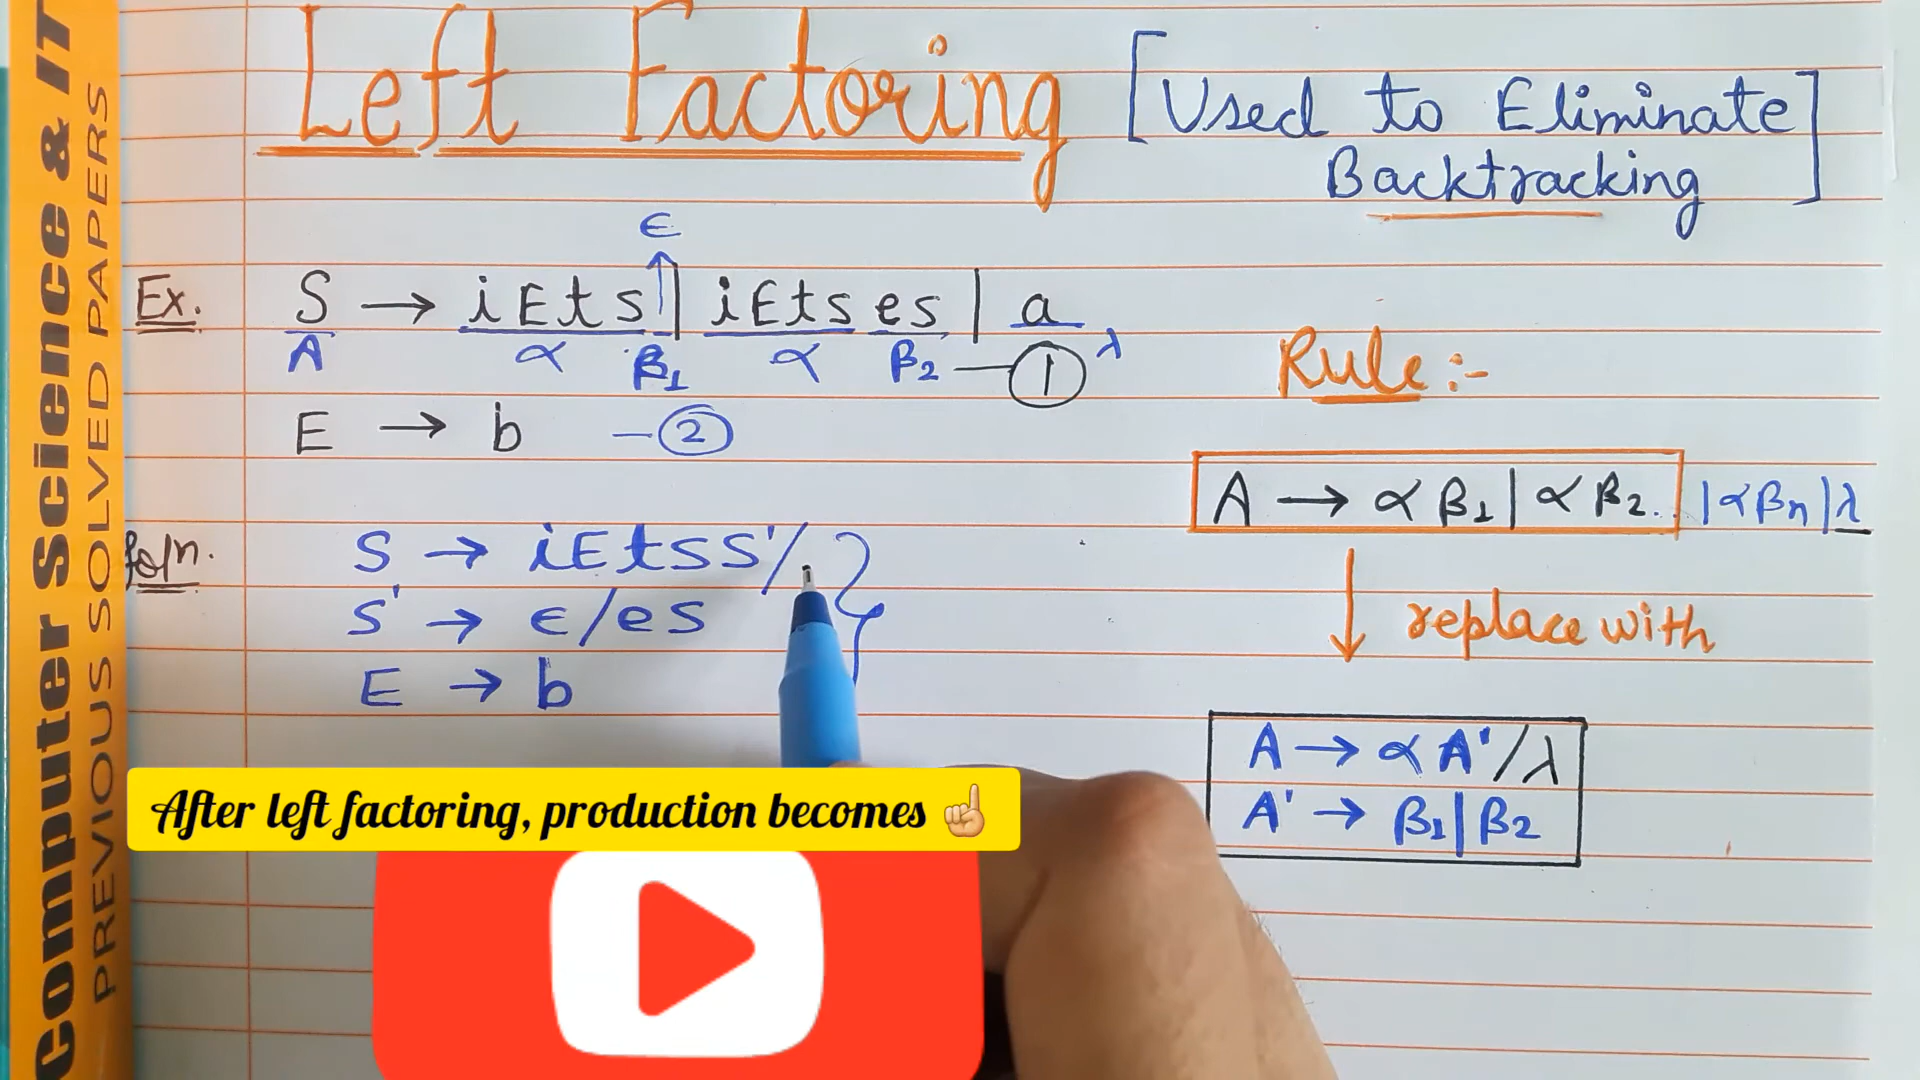 Computer Science & IT
PREVIOUS SOLVED PAPERS
Left Factoring [Used to Eliminate]
Backtracking
ϵ
Ex. S → iEts | iEtses | a
A α β1 α β2 — ① λ
E → b — ②
Rule :-
A → αβ1 | αβ2.. | αβn | λ
Soln. S → iEtSS' /
S' → ϵ/es
E → b
replace with
A → αA'/λ
A' → β1 | β2
After left factoring, production becomes ☝